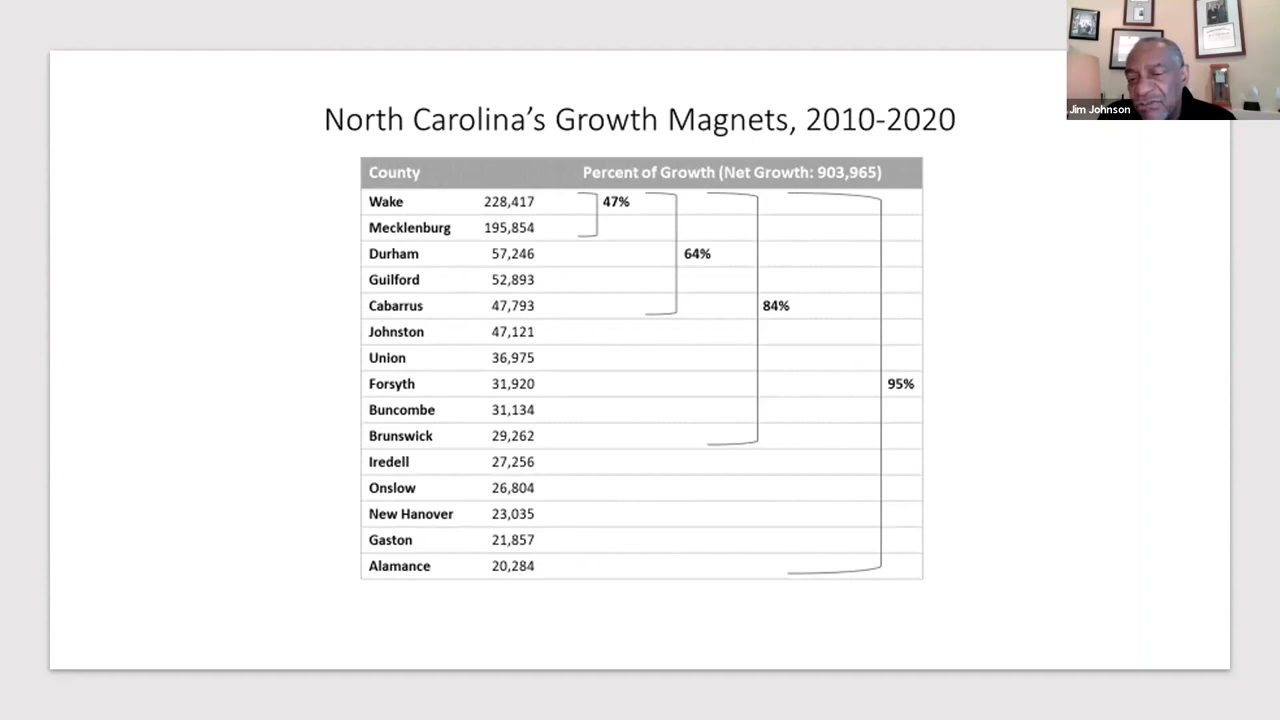 Jim Johnson
North Carolina’s Growth Magnets, 2010-2020
County Percent of Growth (Net Growth: 903,965)
Wake 228,417 47%
Mecklenburg 195,854
Durham 57,246 64%
Guilford 52,893
Cabarrus 47,793 84%
Johnston 47,121
Union 36,975
Forsyth 31,920 95%
Buncombe 31,134
Brunswick 29,262
Iredell 27,256
Onslow 26,804
New Hanover 23,035
Gaston 21,857
Alamance 20,284